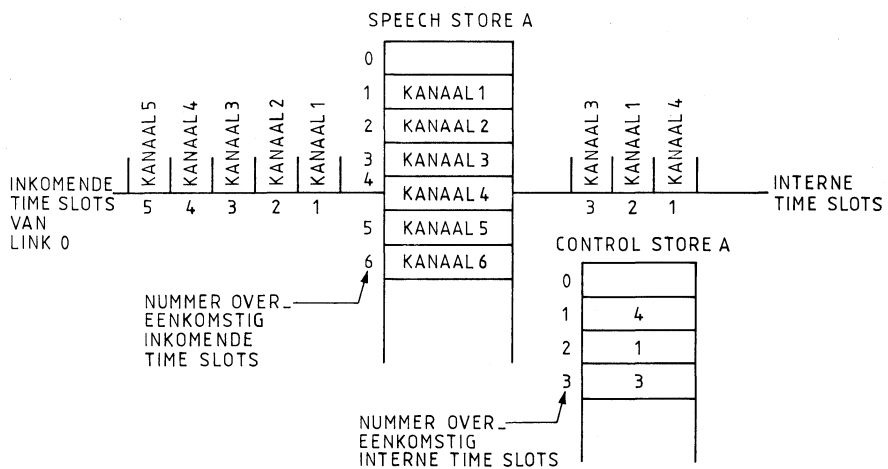 SPEECH STORE A
0
1 KANAAL 1
2 KANAAL 2
3 KANAAL 3
4 KANAAL 4
5 KANAAL 5
6 KANAAL 6
KANAAL 5
KANAAL 4
KANAAL 3
KANAAL 2
KANAAL 1
5 4 3 2 1
INKOMENDE
TIME SLOTS
VAN
LINK 0
NUMMER OVER_
EENKOMSTIG
INKOMENDE
TIME SLOTS
KANAAL 3
KANAAL 1
KANAAL 4
3 2 1
INTERNE
TIME SLOTS
CONTROL STORE A
0
1 4
2 1
3 3
NUMMER OVER_
EENKOMSTIG
INTERNE TIME SLOTS